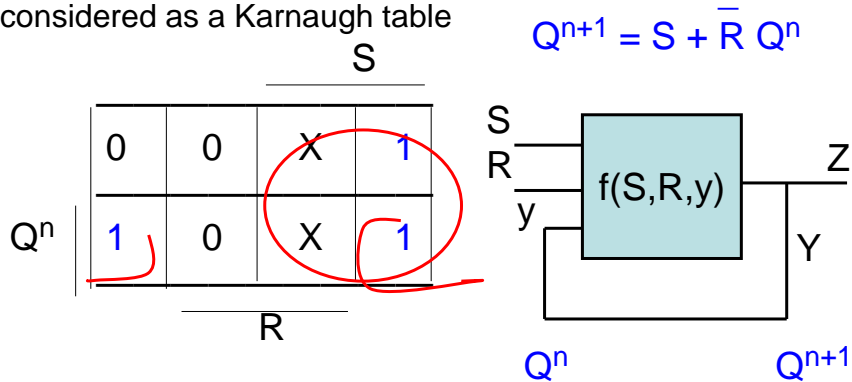 considered as a Karnaugh table
Qⁿ⁺¹ = S + R̅ Qⁿ
S
0 0 X 1
Qⁿ 1 0 X 1
R
S
R
y
f(S,R,y)
Z
Y
Qⁿ Qⁿ⁺¹